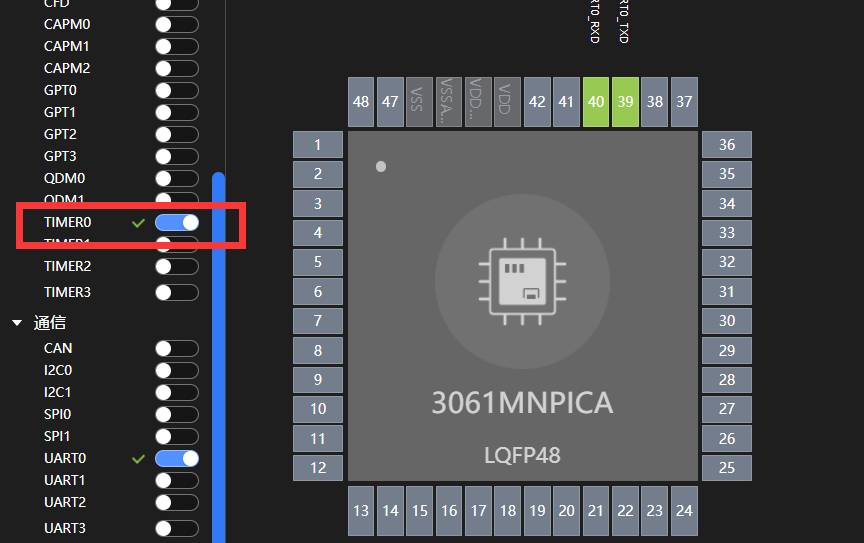 CFD
CAPM0
CAPM1
CAPM2
GPT0
GPT1
GPT2
GPT3
QDM0
QDM1
TIMER0
TIMER1
TIMER2
TIMER3
通信
CAN
I2C0
I2C1
SPI0
SPI1
UART0
UART1
UART2
UART3
RT0_RXD
RT0_TXD
48 47 VSS VSSA... VDD... VDD 42 41 40 39 38 37
1
2
3
4
5
6
7
8
9
10
11
12
3061MNPICA
LQFP48
36
35
34
33
32
31
30
29
28
27
26
25
13 14 15 16 17 18 19 20 21 22 23 24